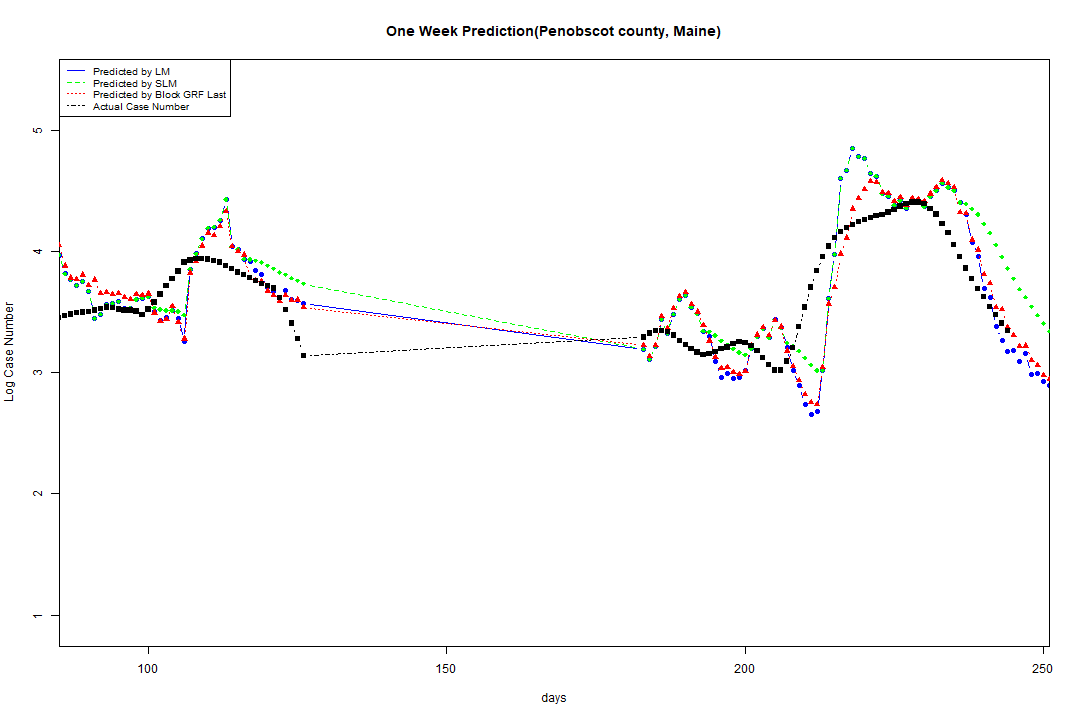 One Week Prediction(Penobscot county, Maine)
Predicted by LM
Predicted by SLM
Predicted by Block GRF Last
Actual Case Number
Log Case Number
5
4
3
2
1
100
150
200
250
days